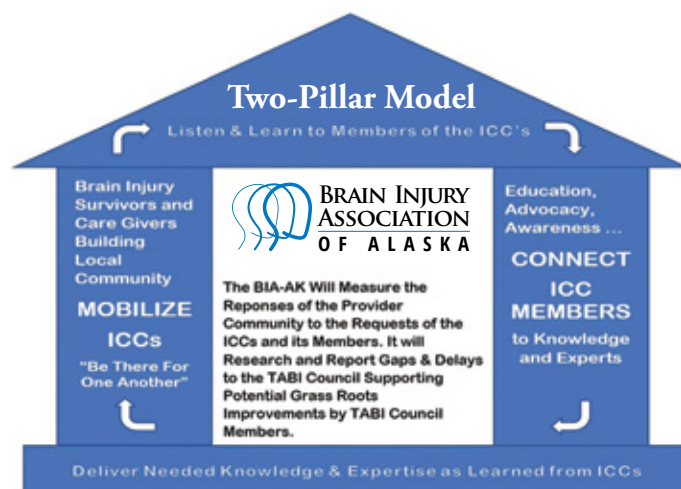 Two-Pillar Model
Listen & Learn to Members of the ICC's
Brain Injury
Survivors and
Care Givers
Building
Local
Community
MOBILIZE
ICCs
"Be There For
One Another"
BRAIN INJURY
ASSOCIATION
OF ALASKA
The BIA-AK Will Measure the
Reponses of the Provider
Community to the Requests of the
ICCs and its Members. It will
Research and Report Gaps & Delays
to the TABI Council Supporting
Potential Grass Roots
Improvements by TABI Council
Members.
Education,
Advocacy,
Awareness ...
CONNECT
ICC
MEMBERS
to Knowledge
and Experts
Deliver Needed Knowledge & Expertise as Learned from ICCs